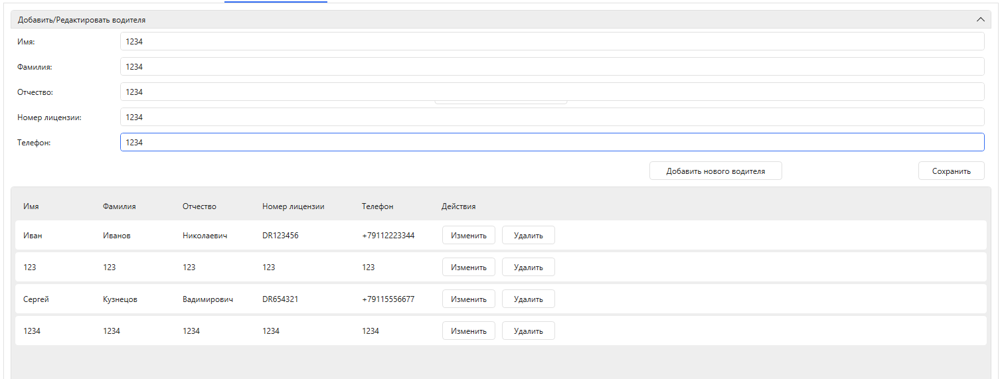 Добавить/Редактировать водителя
Имя: 1234
Фамилия: 1234
Отчество: 1234
Номер лицензии: 1234
Телефон: 1234
Добавить нового водителя Сохранить
Имя Фамилия Отчество Номер лицензии Телефон Действия
Иван Иванов Николаевич DR123456 +79112223344 Изменить Удалить
123 123 123 123 123 Изменить Удалить
Сергей Кузнецов Вадимирович DR654321 +79115556677 Изменить Удалить
1234 1234 1234 1234 1234 Изменить Удалить